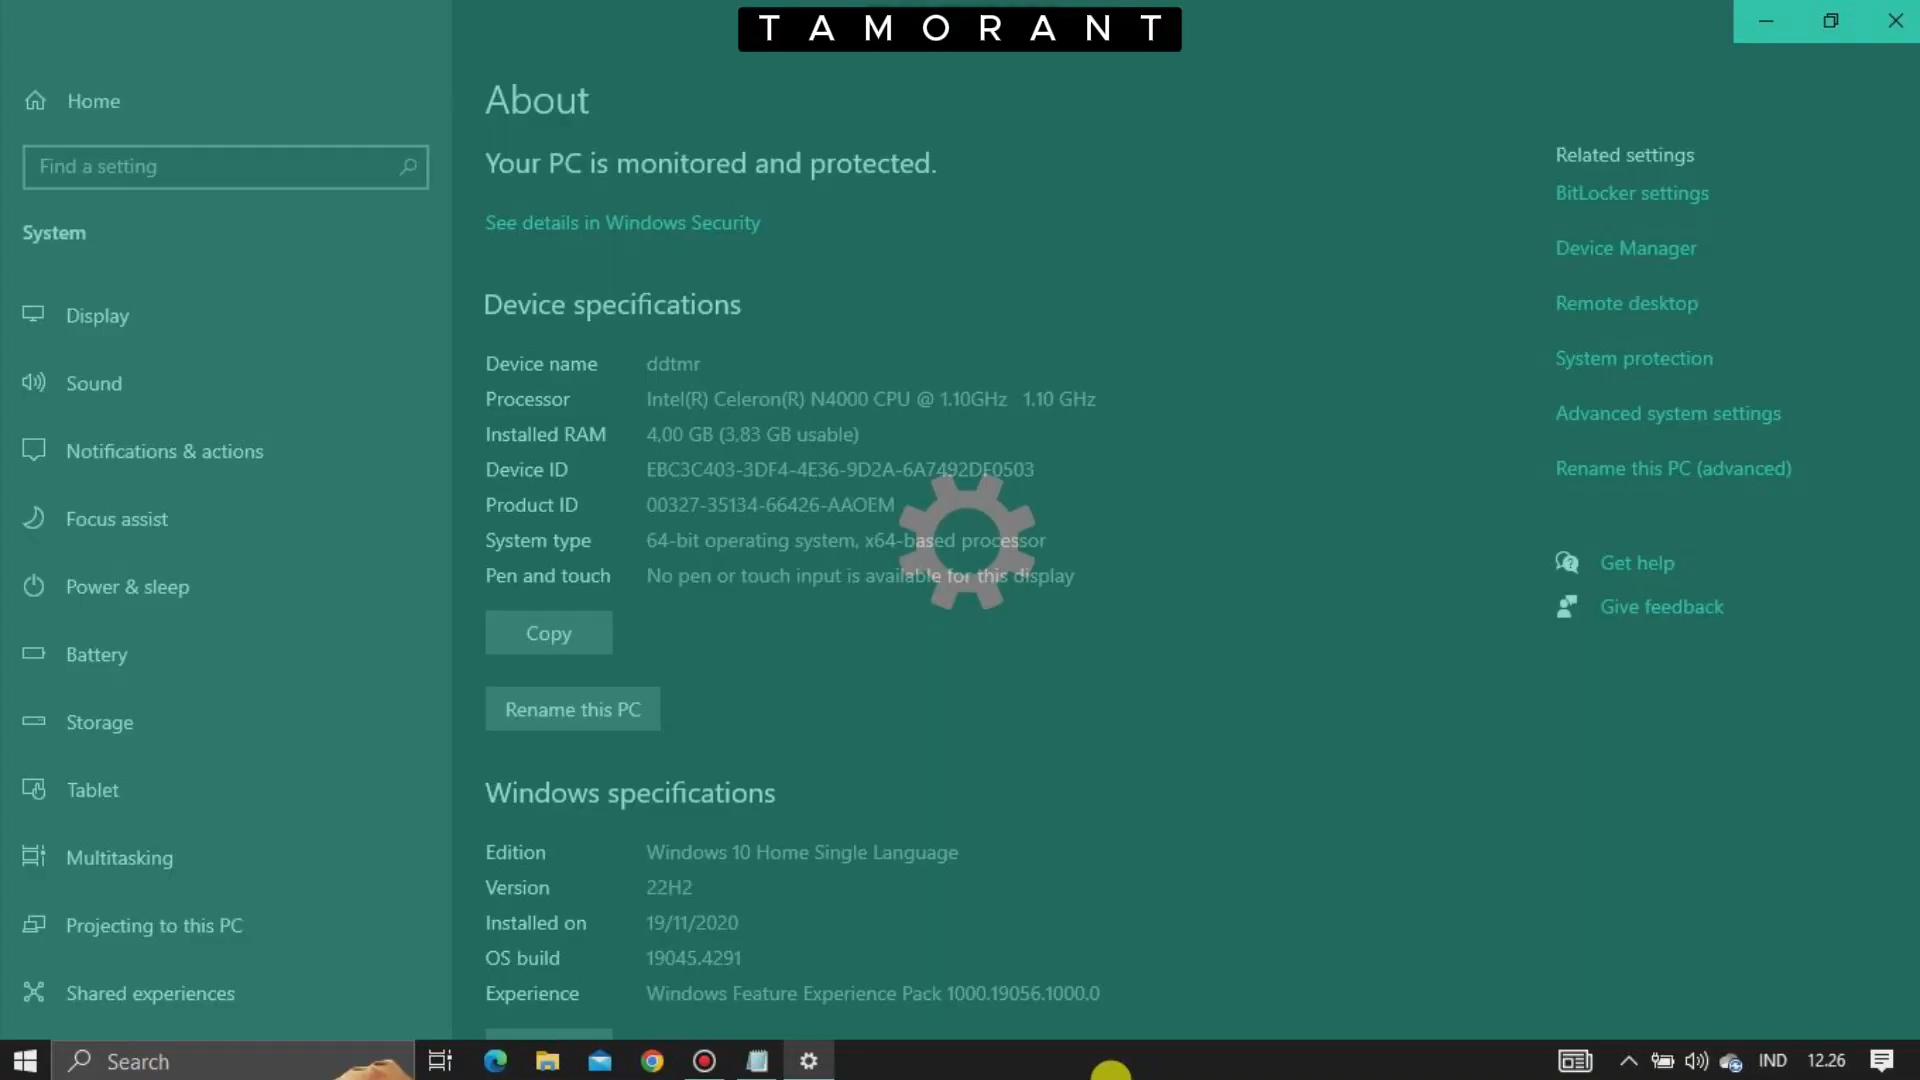 TAMORANT
Home
Find a setting
System
Display
Sound
Notifications & actions
Focus assist
Power & sleep
Battery
Storage
Tablet
Multitasking
Projecting to this PC
Shared experiences
About
Your PC is monitored and protected.
See details in Windows Security
Device specifications
Device name ddtmr
Processor Intel(R) Celeron(R) N4000 CPU @ 1.10GHz 1.10 GHz
Installed RAM 4,00 GB (3,83 GB usable)
Device ID EBC3C403-3DF4-4E36-9D2A-6A7492DF0503
Product ID 00327-35134-66426-AAOEM
System type 64-bit operating system, x64-based processor
Pen and touch No pen or touch input is available for this display
Copy
Rename this PC
Windows specifications
Edition Windows 10 Home Single Language
Version 22H2
Installed on 19/11/2020
OS build 19045.4291
Experience Windows Feature Experience Pack 1000.19056.1000.0
Related settings
BitLocker settings
Device Manager
Remote desktop
System protection
Advanced system settings
Rename this PC (advanced)
Get help
Give feedback
Search
IND 12.26